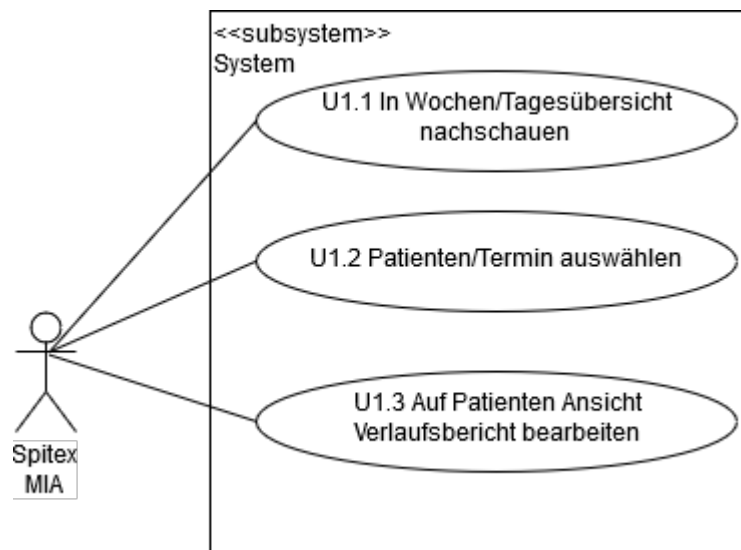 <<subsystem>>
System
U1.1 In Wochen/Tagesübersicht
nachschauen
U1.2 Patienten/Termin auswählen
U1.3 Auf Patienten Ansicht
Verlaufsbericht bearbeiten
Spitex
MIA